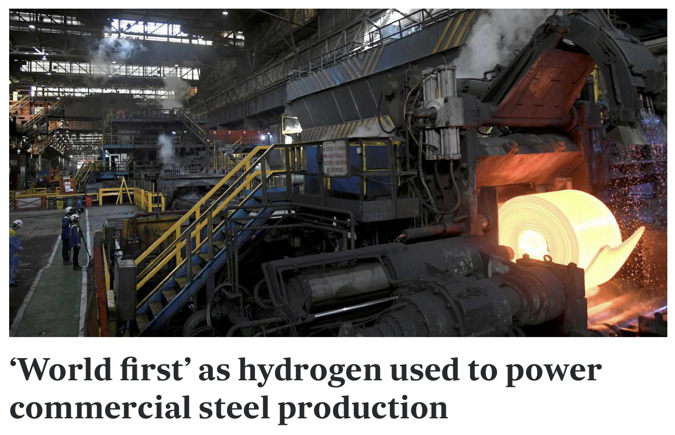 ‘World first’ as hydrogen used to power
commercial steel production